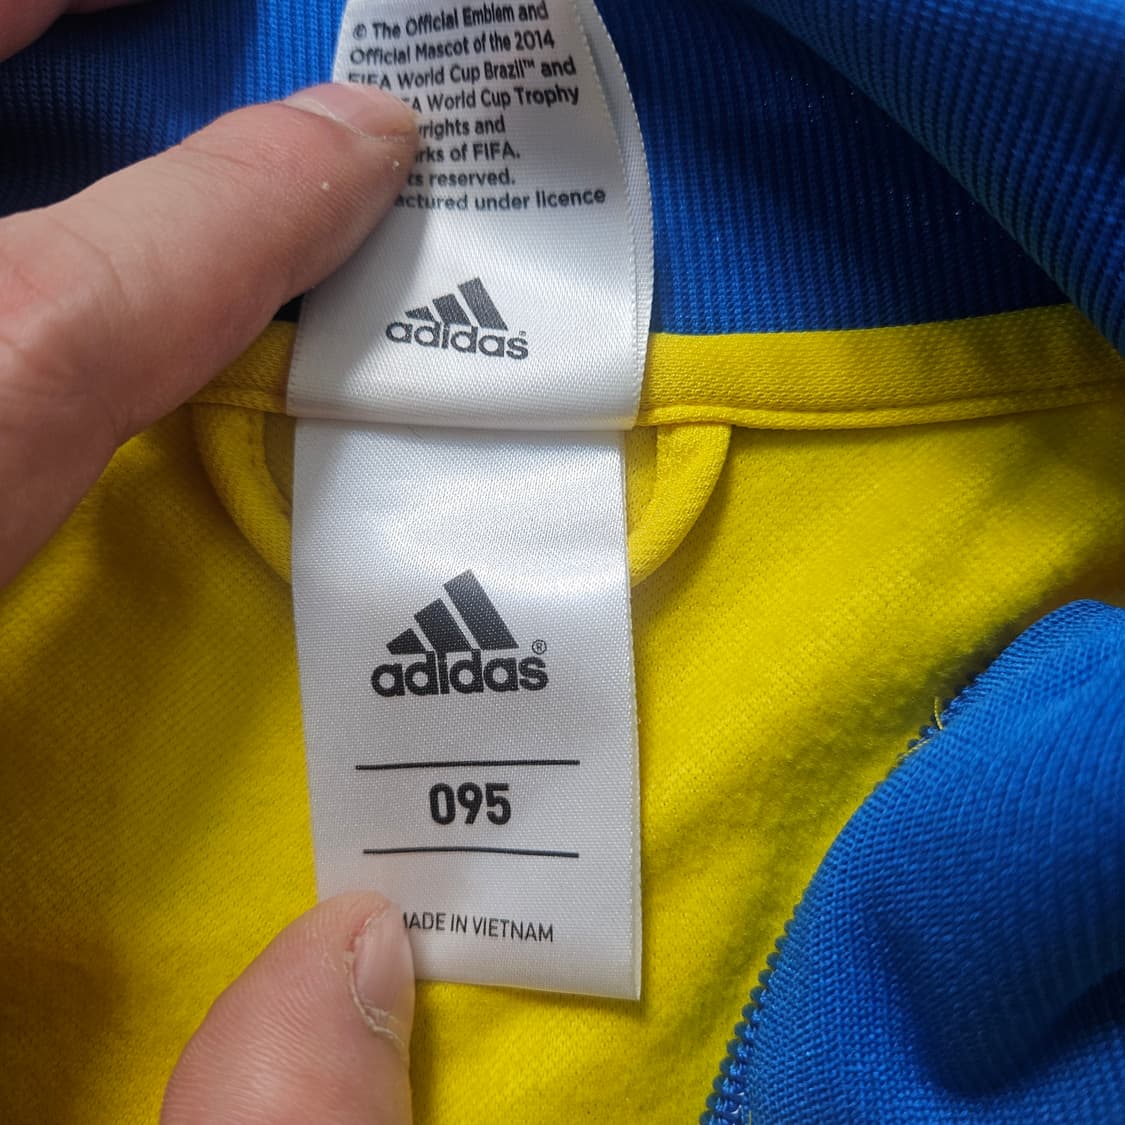 © The Official Emblem and
Official Mascot of the 2014
FIFA World Cup Brazil™ and
World Cup Trophy
and
of FIFA.
reserved.
under licence
adidas
adidas®
095
MADE IN VIETNAM